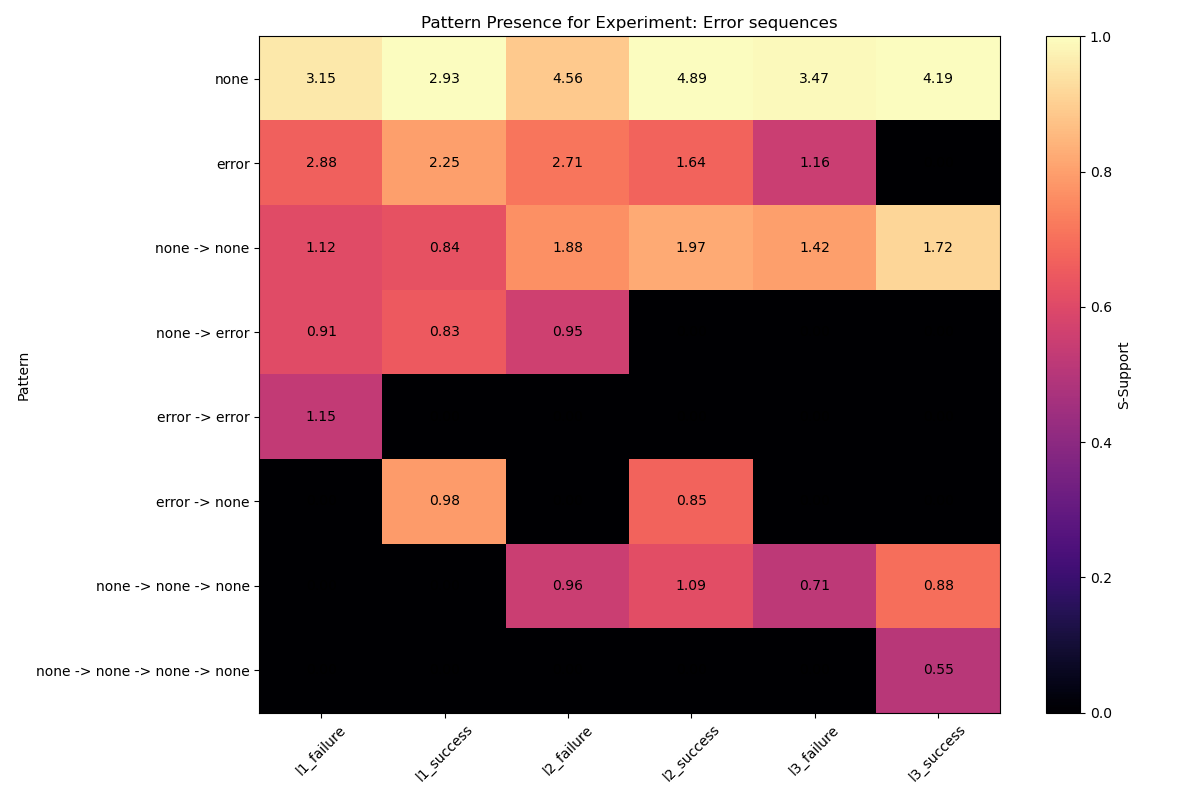 Pattern Presence for Experiment: Error sequences
none 3.15 2.93 4.56 4.89 3.47 4.19
error 2.88 2.25 2.71 1.64 1.16
none -> none 1.12 0.84 1.88 1.97 1.42 1.72
none -> error 0.91 0.83 0.95
error -> error 1.15
error -> none 0.98 0.85
none -> none -> none 0.96 1.09 0.71 0.88
none -> none -> none -> none 0.55
Pattern
l1_failure l1_success l2_failure l2_success l3_failure l3_success
1.0
0.8
0.6
0.4
0.2
0.0
S-Support